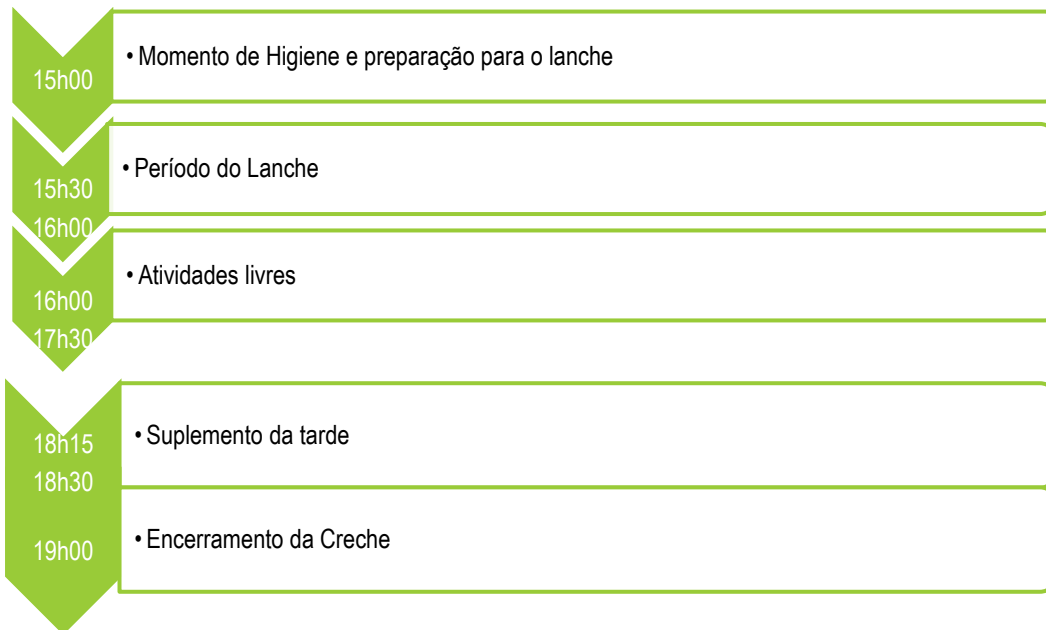 15h00
• Momento de Higiene e preparação para o lanche
15h30
16h00
• Período do Lanche
16h00
17h30
• Atividades livres
18h15
18h30
• Suplemento da tarde
19h00
• Encerramento da Creche